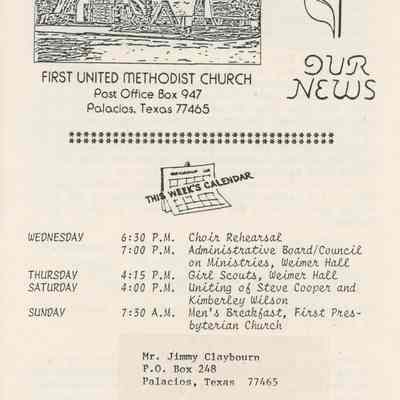 FIRST UNITED METHODIST CHURCH
Post Office Box 947
Palacios, Texas 77465
OUR
NEWS
THIS WEEK'S CALENDAR
WEDNESDAY 6:30 P.M. Choir Rehearsal
7:00 P.M. Administrative Board/Council
on Ministries, Weimer Hall
THURSDAY 4:15 P.M. Girl Scouts, Weimer Hall
SATURDAY 4:00 P.M. Uniting of Steve Cooper and
Kimberley Wilson
SUNDAY 7:30 A.M. Men's Breakfast, First Pres-
byterian Church
Mr. Jimmy Claybourn
P.O. Box 248
Palacios, Texas 77465